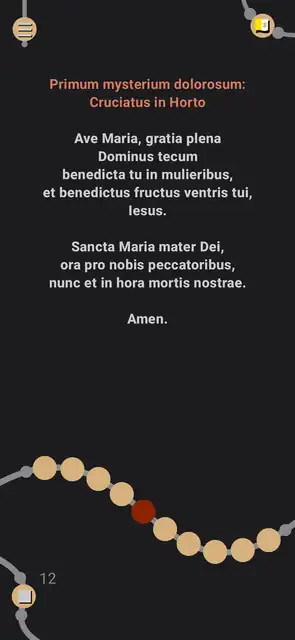 Primum mysterium dolorosum:
Cruciatus in Horto
Ave Maria, gratia plena
Dominus tecum
benedicta tu in mulieribus,
et benedictus fructus ventris tui,
Iesus.
Sancta Maria mater Dei,
ora pro nobis peccatoribus,
nunc et in hora mortis nostrae.
Amen.
12